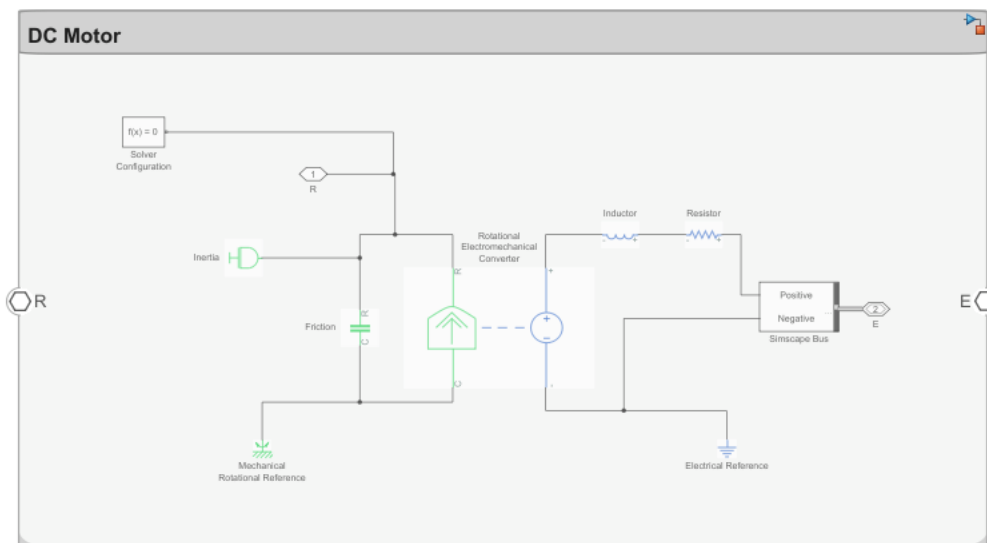 DC Motor
f(x) = 0
Solver
Configuration
1
R
Inductor
Resistor
Rotational
Electromechanical
Converter
Inertia
R
R
+
-
+
-
+
+
Positive
R
E
Friction
+
Negative
2
−
E
C
Simscape Bus
C
-
Mechanical
Rotational Reference
Electrical Reference